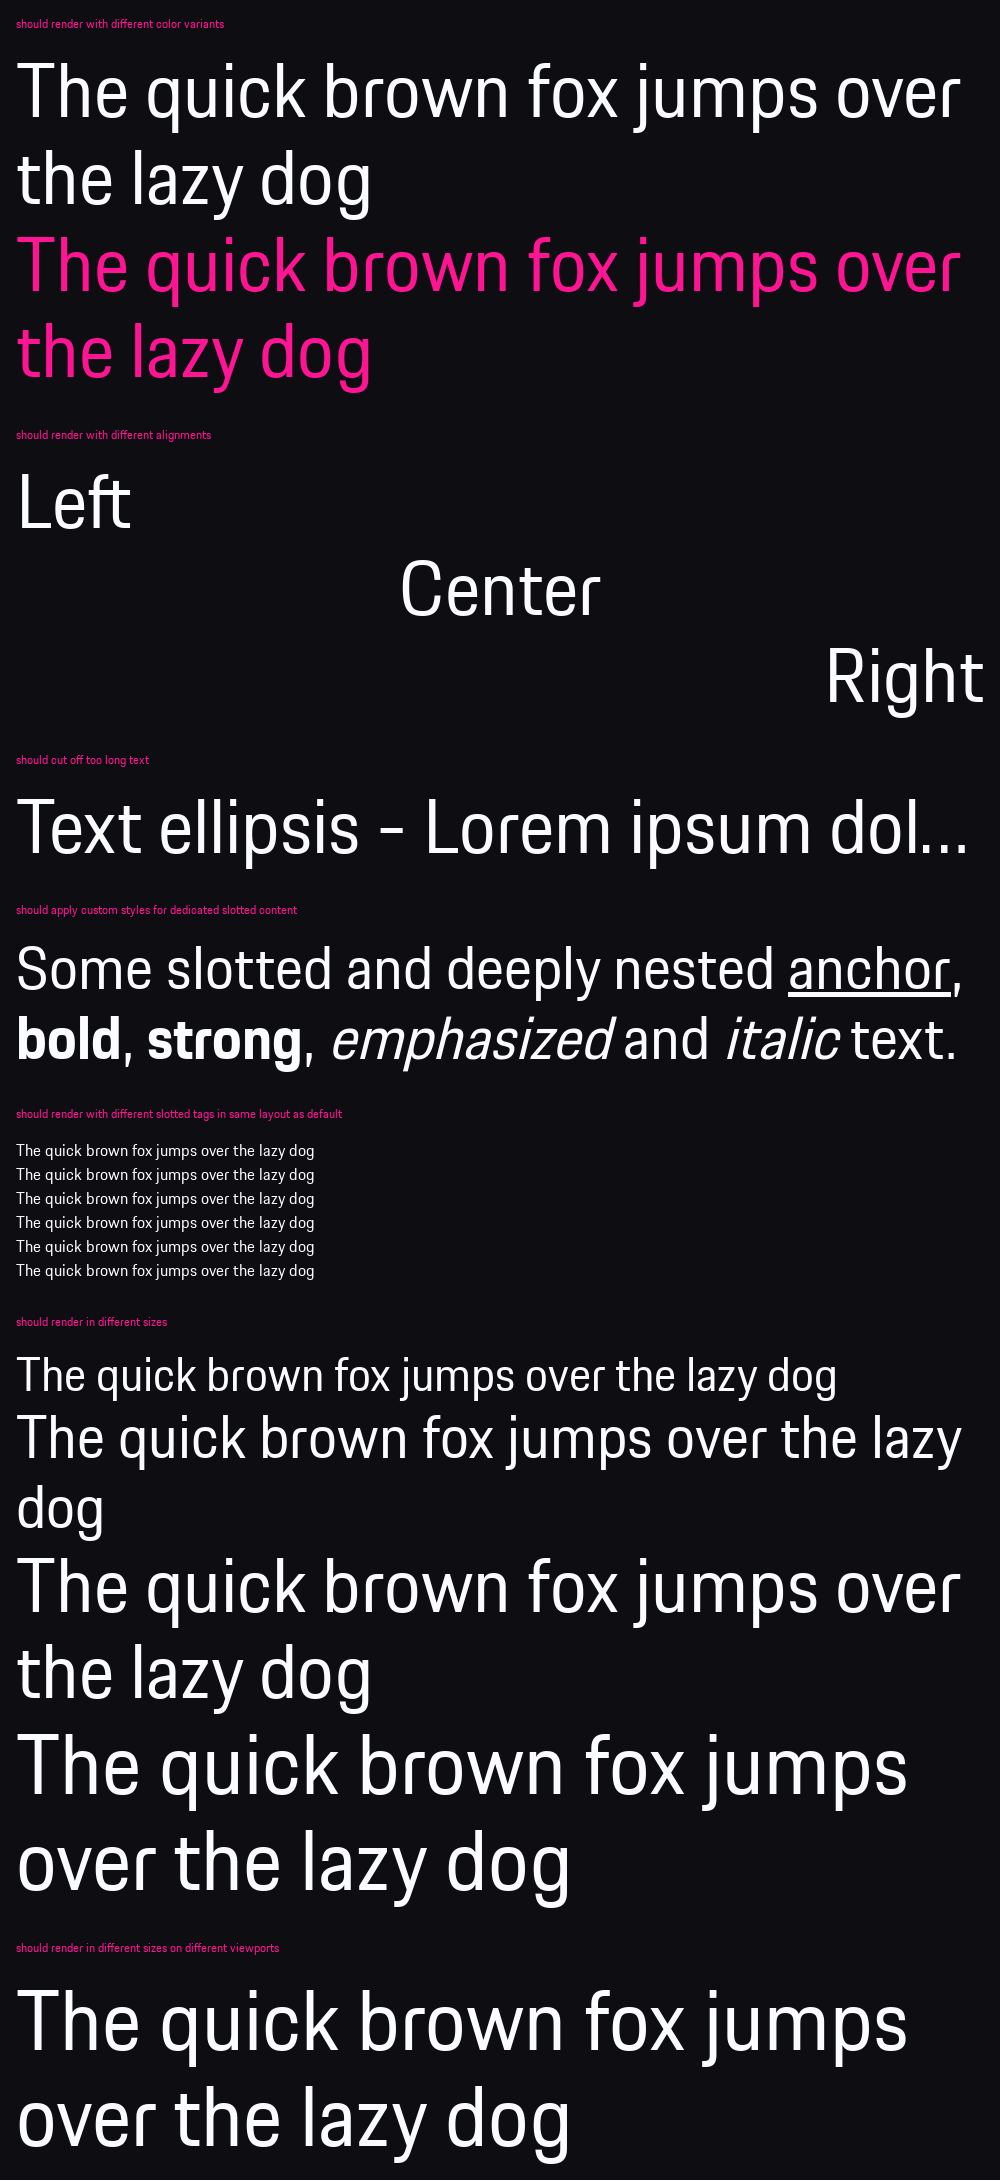 should render with different color variants
The quick brown fox jumps over
the lazy dog
The quick brown fox jumps over
the lazy dog
should render with different alignments
Left
Center
Right
should cut off too long text
Text ellipsis - Lorem ipsum dol...
should apply custom styles for dedicated slotted content
Some slotted and deeply nested anchor,
bold, strong, emphasized and italic text.
should render with different slotted tags in same layout as default
The quick brown fox jumps over the lazy dog
The quick brown fox jumps over the lazy dog
The quick brown fox jumps over the lazy dog
The quick brown fox jumps over the lazy dog
The quick brown fox jumps over the lazy dog
The quick brown fox jumps over the lazy dog
should render in different sizes
The quick brown fox jumps over the lazy dog
The quick brown fox jumps over the lazy
dog
The quick brown fox jumps over
the lazy dog
The quick brown fox jumps
over the lazy dog
should render in different sizes on different viewports
The quick brown fox jumps
over the lazy dog